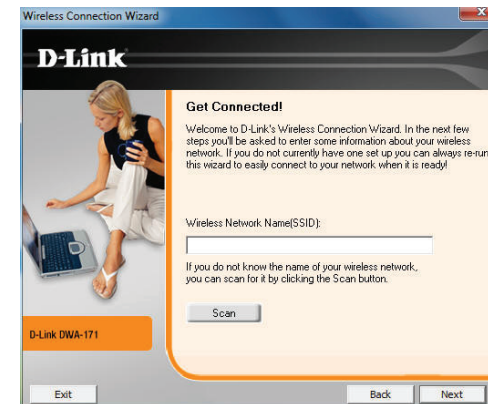 Wireless Connection Wizard
D-Link
Get Connected!
Welcome to D-Link's Wireless Connection Wizard. In the next few
steps you'll be asked to enter some information about your wireless
network. If you do not currently have one set up you can always re-run
this wizard to easily connect to your network when it is ready!
Wireless Network Name(SSID):
If you do not know the name of your wireless network,
you can scan for it by clicking the Scan button.
Scan
D-Link DWA-171
Exit
Back
Next